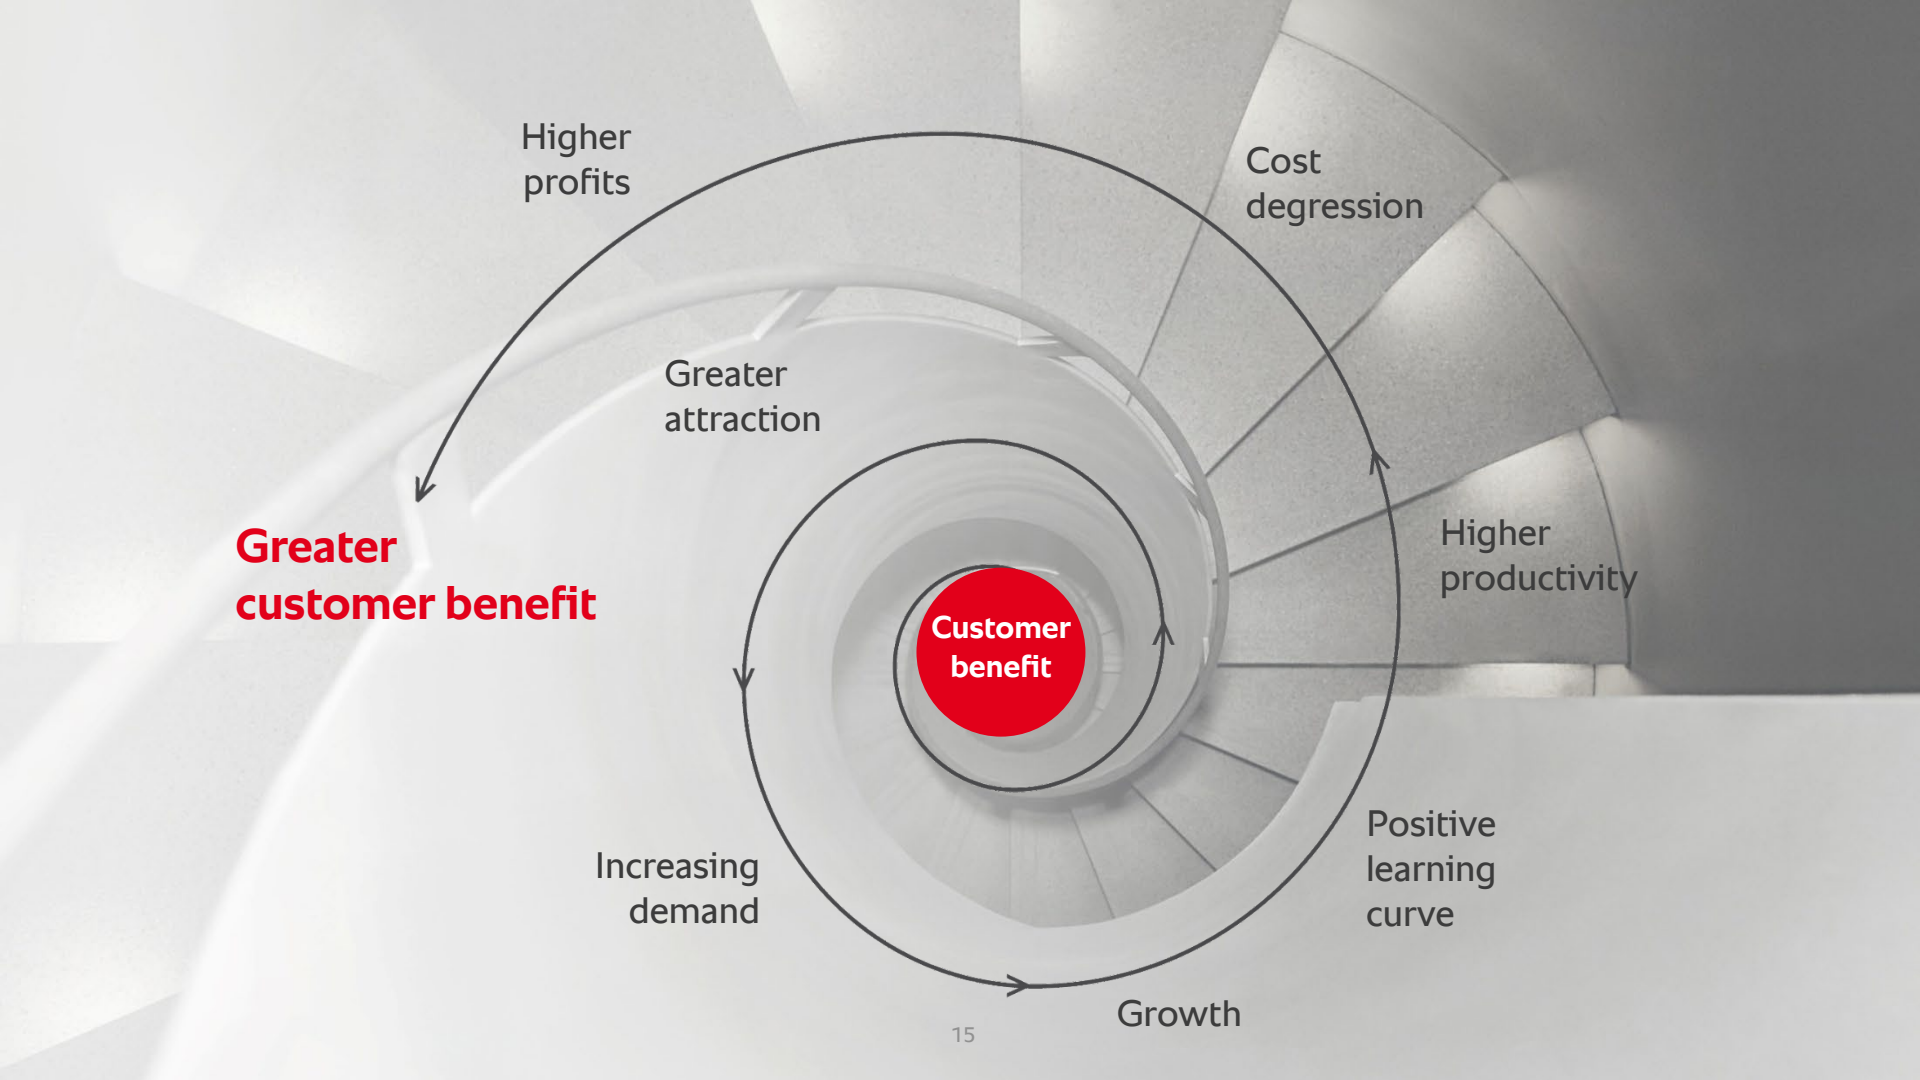 Higher
profits
Cost
degression
Greater
attraction
Greater
customer benefit
Customer
benefit
Higher
productivity
Increasing
demand
Positive
learning
curve
Growth
15